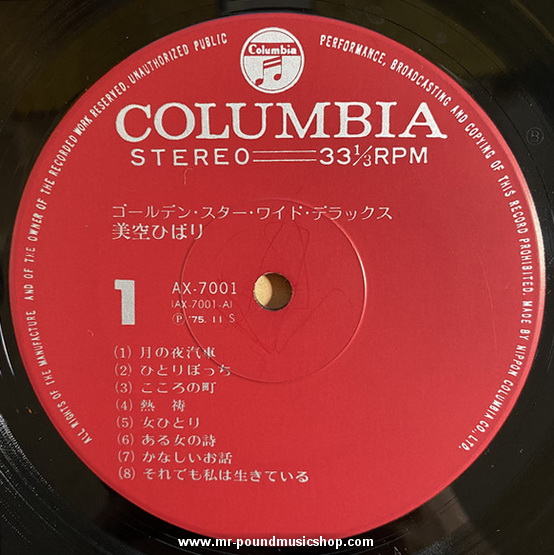 ALL RIGHTS OF THE MANUFACTURE AND OF THE OWNER OF THE RECORDED WORK RESERVED. UNAUTHORIZED PUBLIC PERFORMANCE, BROADCASTING AND COPYING OF THIS RECORD PROHIBITED. MADE BY NIPPON COLUMBIA CO., LTD.
Columbia
COLUMBIA
STEREO 33⅓RPM
ゴールデン・スター・ワイド・デラックス
美空ひばり
1
AX-7001
(AX-7001-A)
Ⓟ '75. 11. S
(1) 月の夜汽車
(2) ひとりぼっち
(3) こころの町
(4) 熱 祷
(5) 女ひとり
(6) ある女の詩
(7) かなしいお話
(8) それでも私は生きている
®
www.mr-poundmusicshop.com